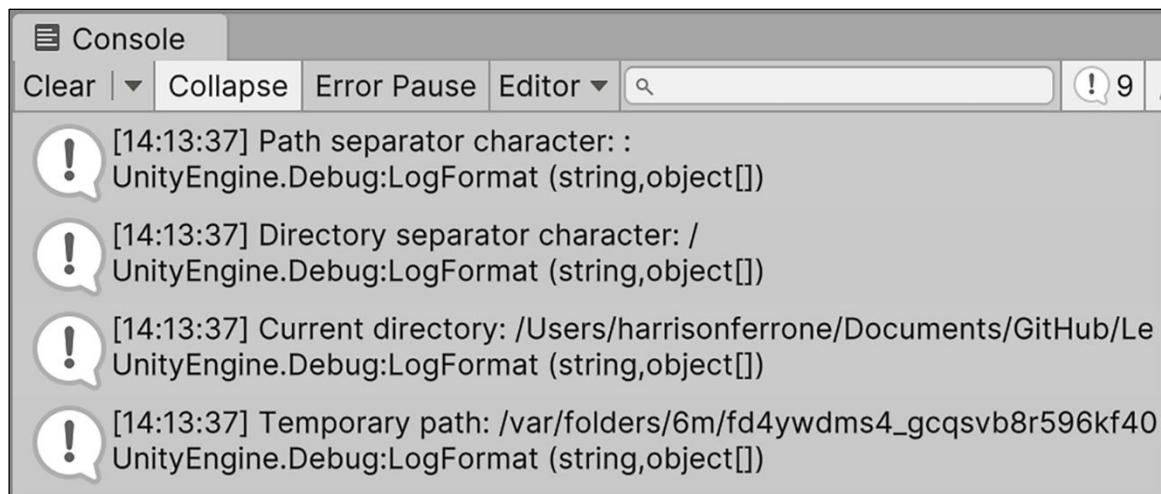 Console
Clear Collapse Error Pause Editor 9
[14:13:37] Path separator character: :
UnityEngine.Debug:LogFormat (string,object[])
[14:13:37] Directory separator character: /
UnityEngine.Debug:LogFormat (string,object[])
[14:13:37] Current directory: /Users/harrisonferrone/Documents/GitHub/Le
UnityEngine.Debug:LogFormat (string,object[])
[14:13:37] Temporary path: /var/folders/6m/fd4ywdms4_gcqsvb8r596kf40
UnityEngine.Debug:LogFormat (string,object[])